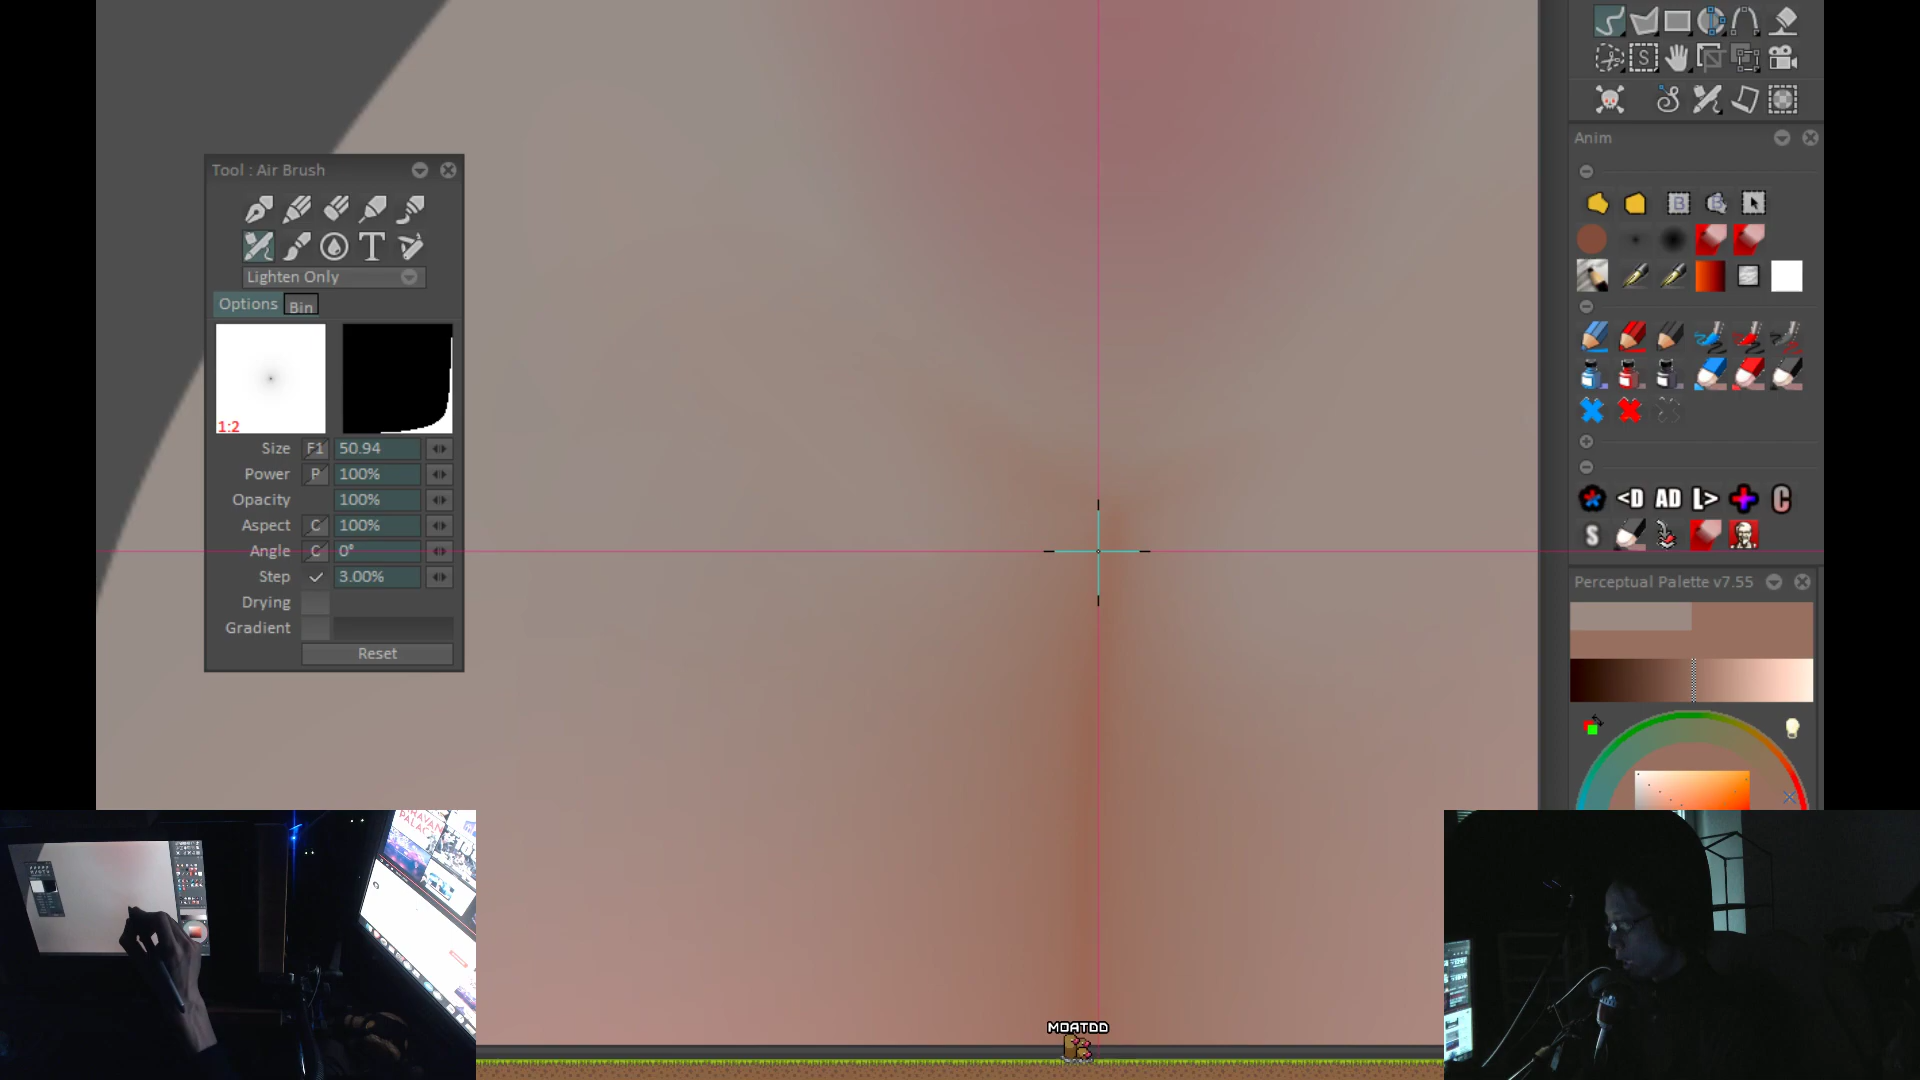 Tool : Air Brush
Lighten Only
Options
Bin
1:2
Size F1 50.94
Power P 100%
Opacity 100%
Aspect C 100%
Angle C 0°
Step 3.00%
Drying
Gradient
Reset
S
Anim
B
B
<D AD L> C
S
Perceptual Palette v7.55
PALACE
MOATDD